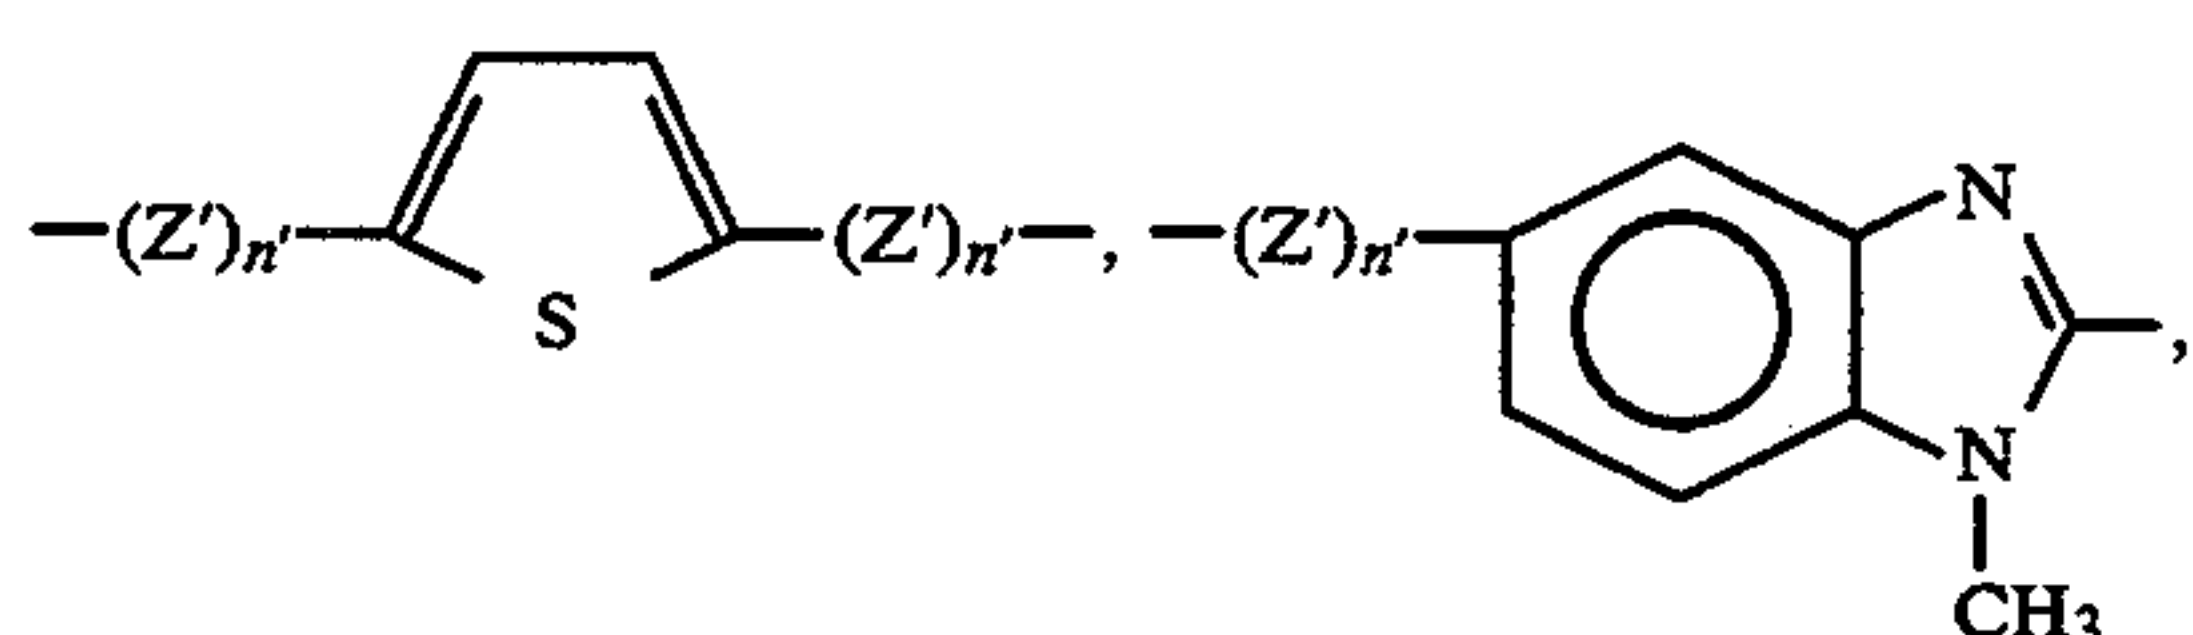 N
—(Z')n'— —(Z')n'—, —(Z')n'— ,
S
N
CH3